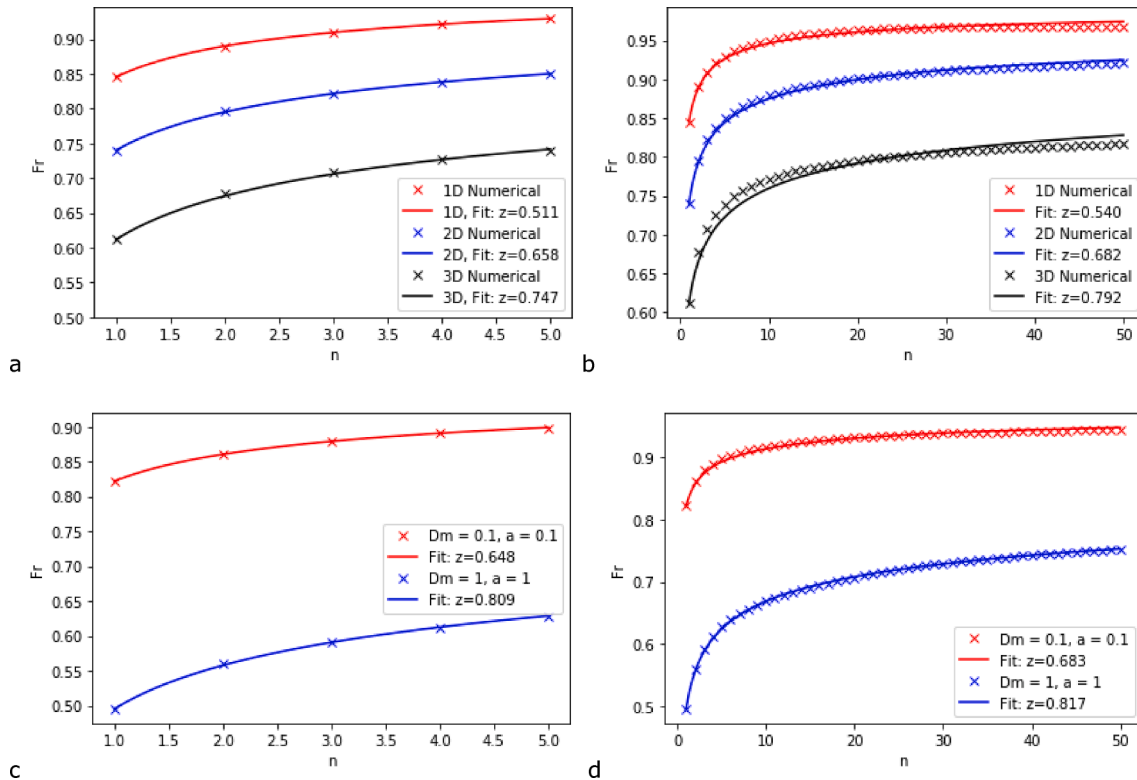 0.90
0.85
0.80
0.75
0.70
0.65
0.60
0.55
0.50
Fr
1D Numerical
1D, Fit: z=0.511
2D Numerical
2D, Fit: z=0.658
3D Numerical
3D, Fit: z=0.747
1.0 1.5 2.0 2.5 3.0 3.5 4.0 4.5 5.0
n
a
0.95
0.90
0.85
0.80
0.75
0.70
0.65
0.60
Fr
1D Numerical
Fit: z=0.540
2D Numerical
Fit: z=0.682
3D Numerical
Fit: z=0.792
0 10 20 30 40 50
n
b
0.90
0.85
0.80
0.75
0.70
0.65
0.60
0.55
0.50
Fr
Dm = 0.1, a = 0.1
Fit: z=0.648
Dm = 1, a = 1
Fit: z=0.809
1.0 1.5 2.0 2.5 3.0 3.5 4.0 4.5 5.0
n
c
0.9
0.8
0.7
0.6
0.5
Fr
Dm = 0.1, a = 0.1
Fit: z=0.683
Dm = 1, a = 1
Fit: z=0.817
0 10 20 30 40 50
n
d